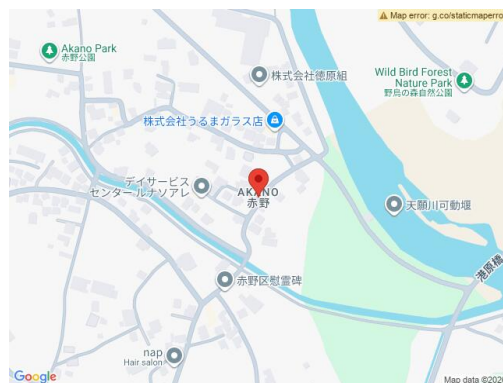 Map error: g.co/staticmaperro
Akano Park
赤野公園
株式会社徳原組
Wild Bird Forest
Nature Park
野鳥の森自然公園
株式会社うるまガラス店
デイサービス
センター ルナソアレ
AKANO
赤野
天願川可動堰
港原橋
赤野区慰霊碑
nap
Hair salon
Google
Map data ©202